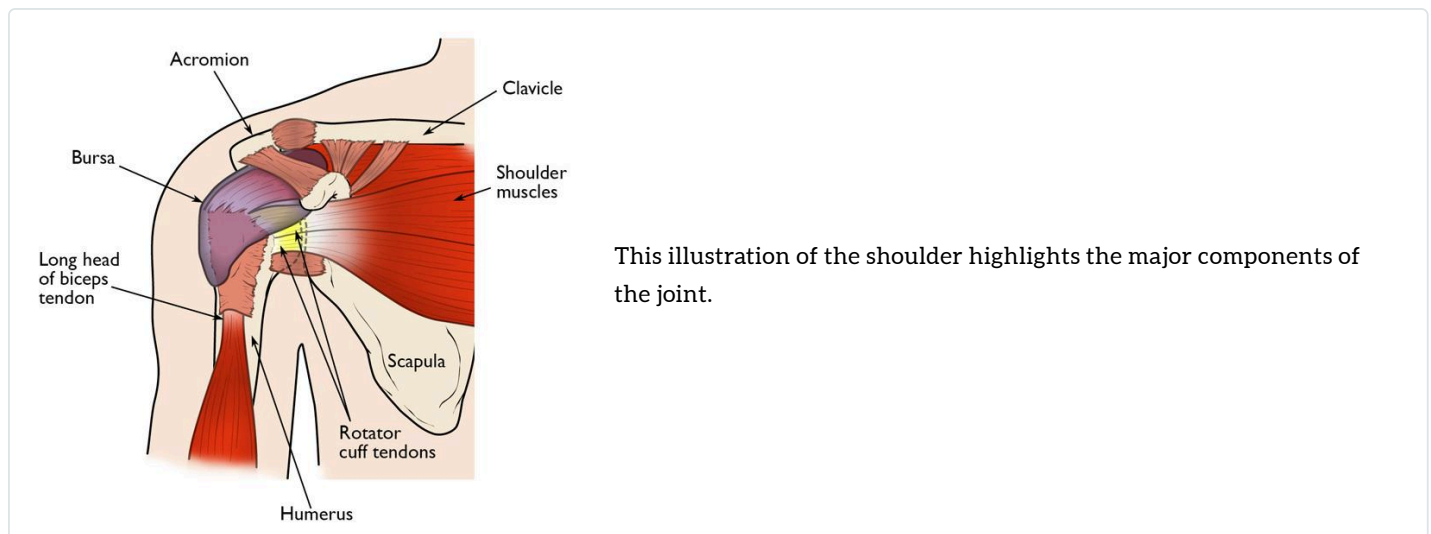 Acromion
Clavicle
Bursa
Shoulder
muscles
Long head
of biceps
tendon
Scapula
Rotator
cuff tendons
Humerus
This illustration of the shoulder highlights the major components of
the joint.